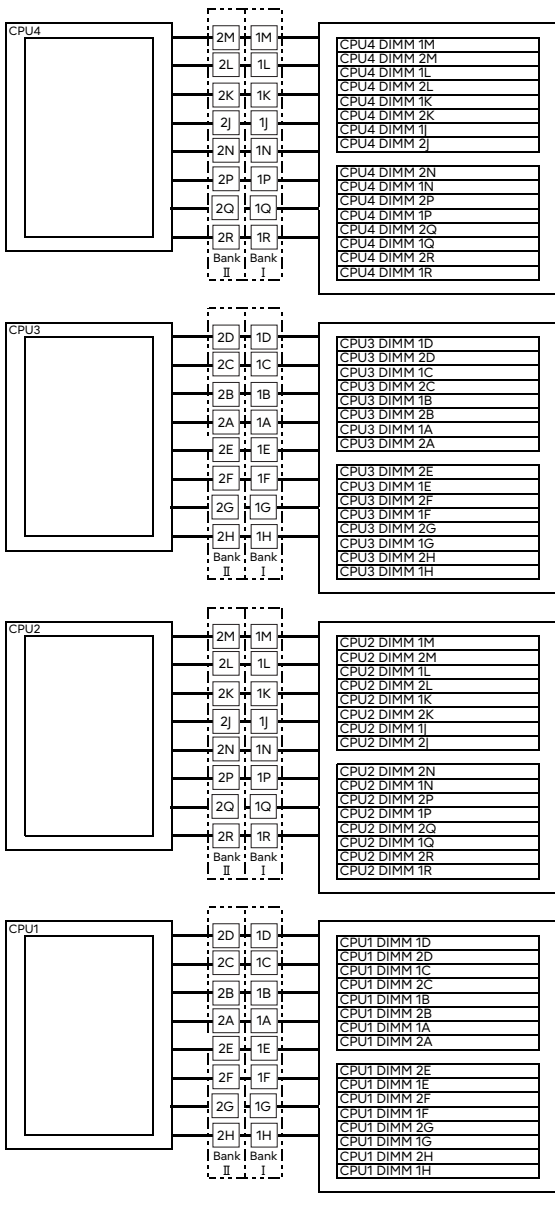 CPU4
2M 1M
2L 1L
2K 1K
2J 1J
2N 1N
2P 1P
2Q 1Q
2R 1R
Bank Bank
II I
CPU4 DIMM 1M
CPU4 DIMM 2M
CPU4 DIMM 1L
CPU4 DIMM 2L
CPU4 DIMM 1K
CPU4 DIMM 2K
CPU4 DIMM 1J
CPU4 DIMM 2J
CPU4 DIMM 2N
CPU4 DIMM 1N
CPU4 DIMM 2P
CPU4 DIMM 1P
CPU4 DIMM 2Q
CPU4 DIMM 1Q
CPU4 DIMM 2R
CPU4 DIMM 1R
CPU3
2D 1D
2C 1C
2B 1B
2A 1A
2E 1E
2F 1F
2G 1G
2H 1H
Bank Bank
II I
CPU3 DIMM 1D
CPU3 DIMM 2D
CPU3 DIMM 1C
CPU3 DIMM 2C
CPU3 DIMM 1B
CPU3 DIMM 2B
CPU3 DIMM 1A
CPU3 DIMM 2A
CPU3 DIMM 2E
CPU3 DIMM 1E
CPU3 DIMM 2F
CPU3 DIMM 1F
CPU3 DIMM 2G
CPU3 DIMM 1G
CPU3 DIMM 2H
CPU3 DIMM 1H
CPU2
2M 1M
2L 1L
2K 1K
2J 1J
2N 1N
2P 1P
2Q 1Q
2R 1R
Bank Bank
II I
CPU2 DIMM 1M
CPU2 DIMM 2M
CPU2 DIMM 1L
CPU2 DIMM 2L
CPU2 DIMM 1K
CPU2 DIMM 2K
CPU2 DIMM 1J
CPU2 DIMM 2J
CPU2 DIMM 2N
CPU2 DIMM 1N
CPU2 DIMM 2P
CPU2 DIMM 1P
CPU2 DIMM 2Q
CPU2 DIMM 1Q
CPU2 DIMM 2R
CPU2 DIMM 1R
CPU1
2D 1D
2C 1C
2B 1B
2A 1A
2E 1E
2F 1F
2G 1G
2H 1H
Bank Bank
II I
CPU1 DIMM 1D
CPU1 DIMM 2D
CPU1 DIMM 1C
CPU1 DIMM 2C
CPU1 DIMM 1B
CPU1 DIMM 2B
CPU1 DIMM 1A
CPU1 DIMM 2A
CPU1 DIMM 2E
CPU1 DIMM 1E
CPU1 DIMM 2F
CPU1 DIMM 1F
CPU1 DIMM 2G
CPU1 DIMM 1G
CPU1 DIMM 2H
CPU1 DIMM 1H